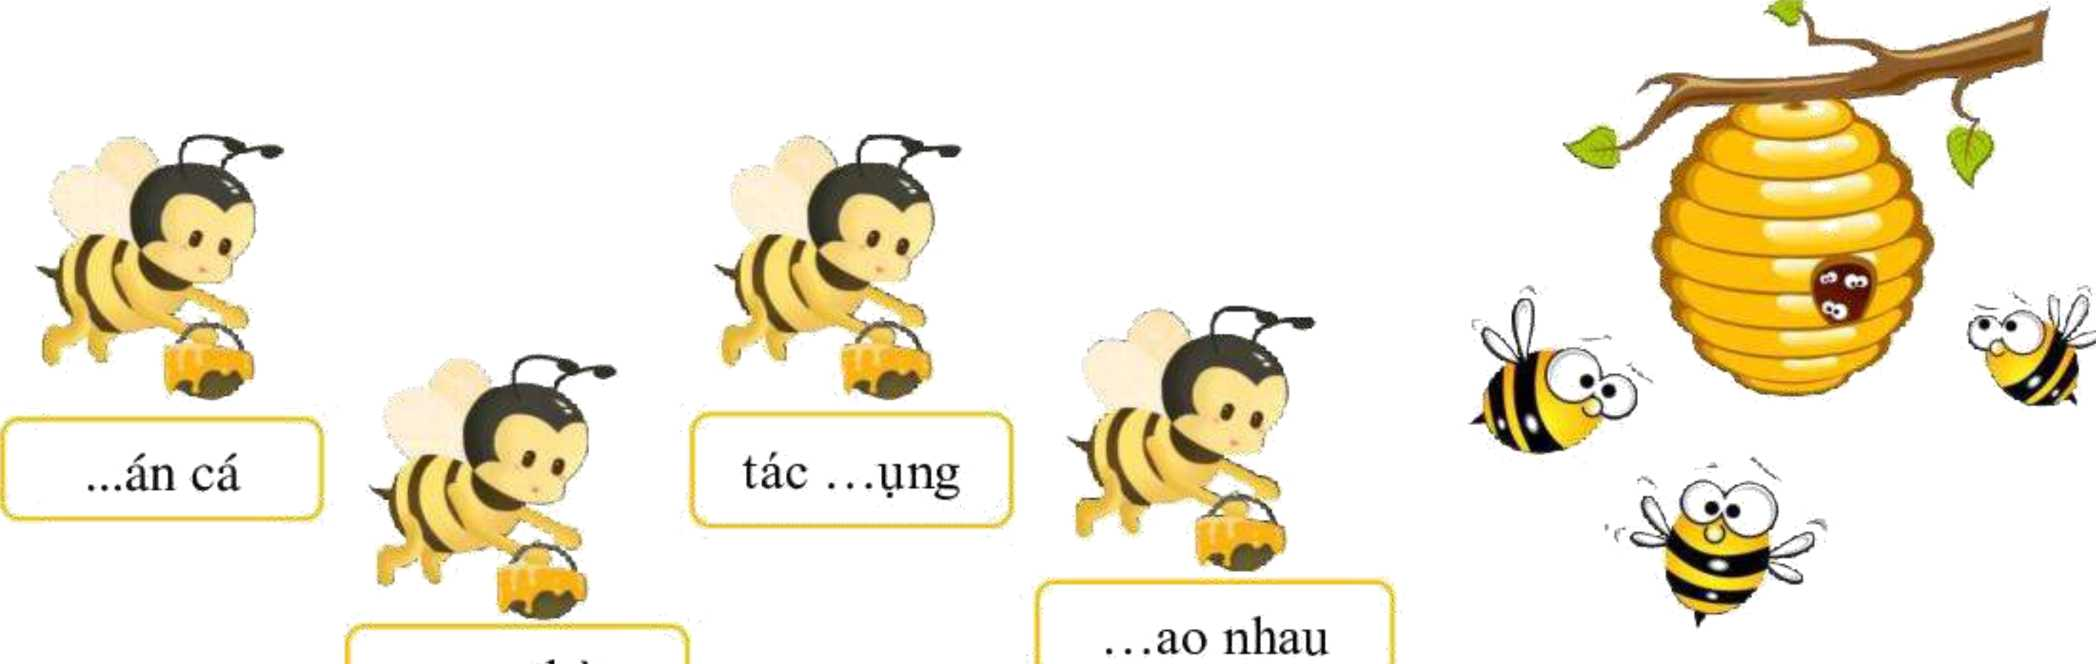 ...án cá
tác …ụng
…ao nhau